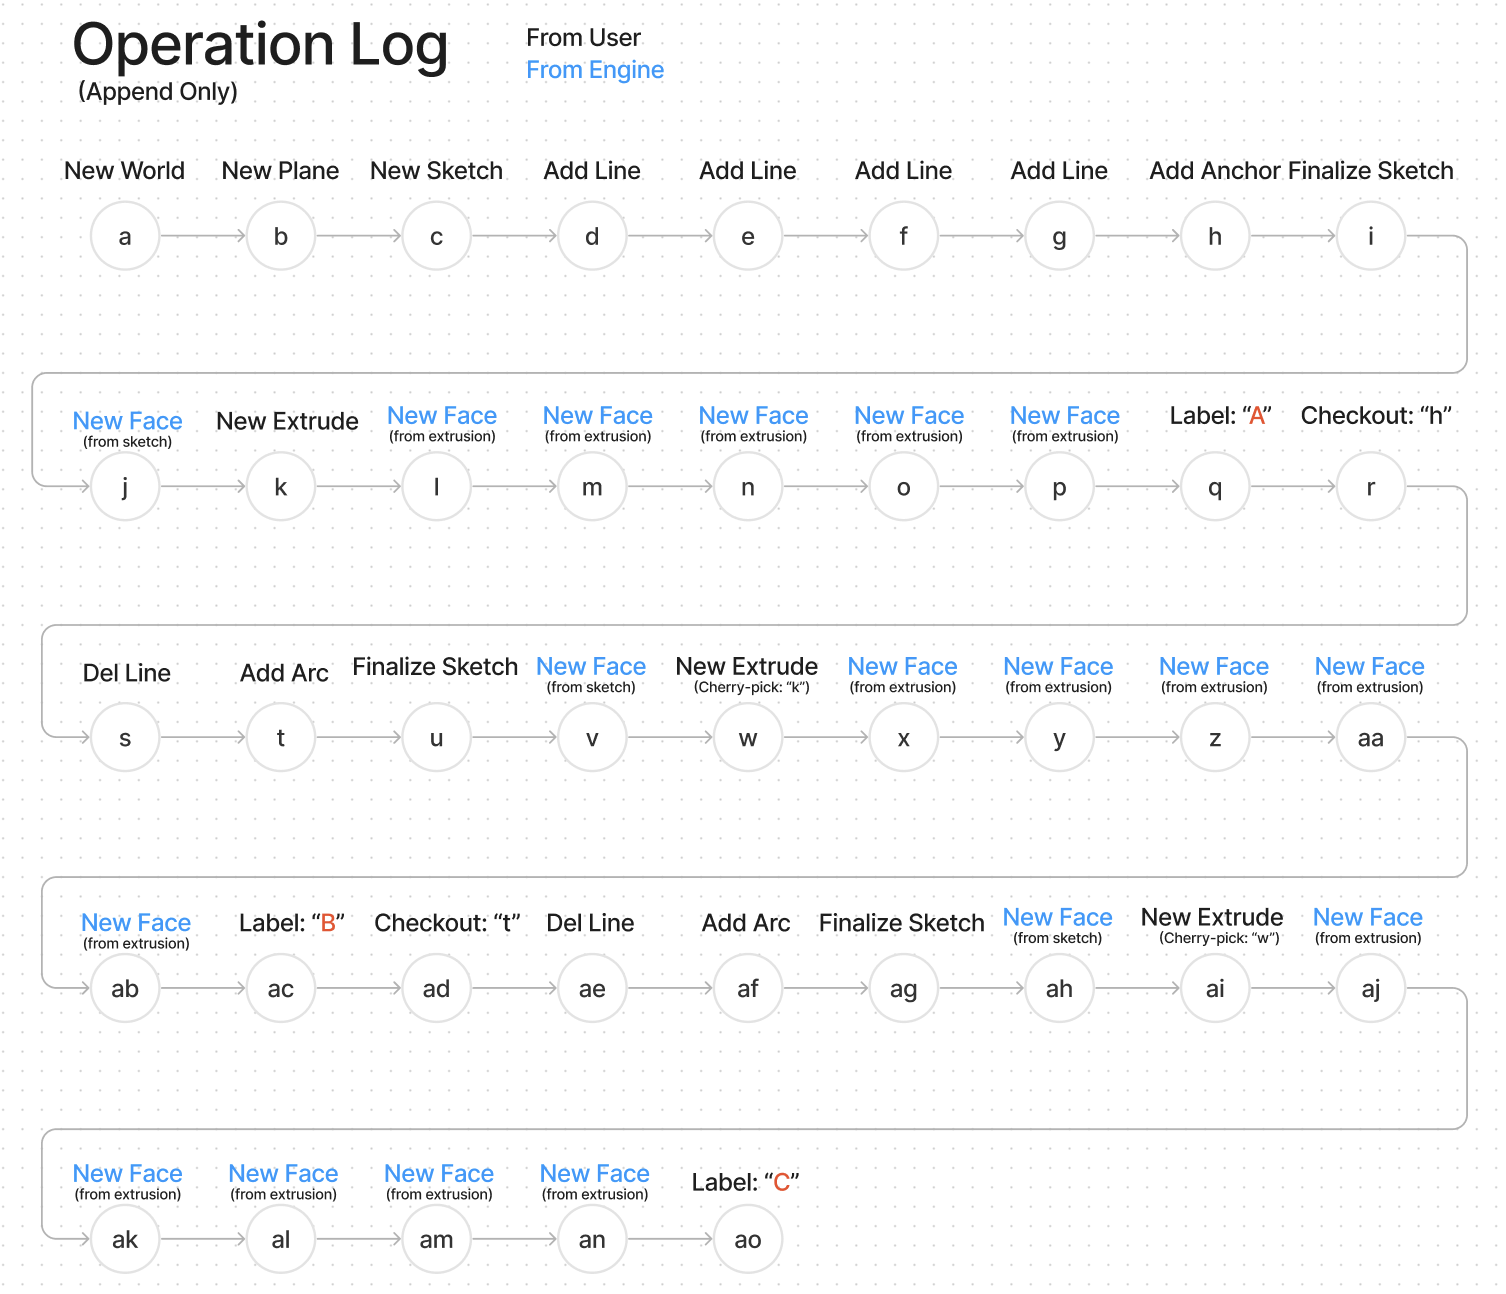 Operation Log
(Append Only)
From User
From Engine
New World New Plane New Sketch Add Line Add Line Add Line Add Line Add Anchor Finalize Sketch
a b c d e f g h i
New Face New Extrude New Face New Face New Face New Face New Face Label: “A” Checkout: “h”
(from sketch) (from extrusion) (from extrusion) (from extrusion) (from extrusion) (from extrusion)
j k l m n o p q r
Del Line Add Arc Finalize Sketch New Face New Extrude New Face New Face New Face New Face
(from sketch) (Cherry-pick: “k”) (from extrusion) (from extrusion) (from extrusion) (from extrusion)
s t u v w x y z aa
New Face Label: “B” Checkout: “t” Del Line Add Arc Finalize Sketch New Face New Extrude New Face
(from extrusion) (from sketch) (Cherry-pick: “w”) (from extrusion)
ab ac ad ae af ag ah ai aj
New Face New Face New Face New Face Label: “C”
(from extrusion) (from extrusion) (from extrusion) (from extrusion)
ak al am an ao